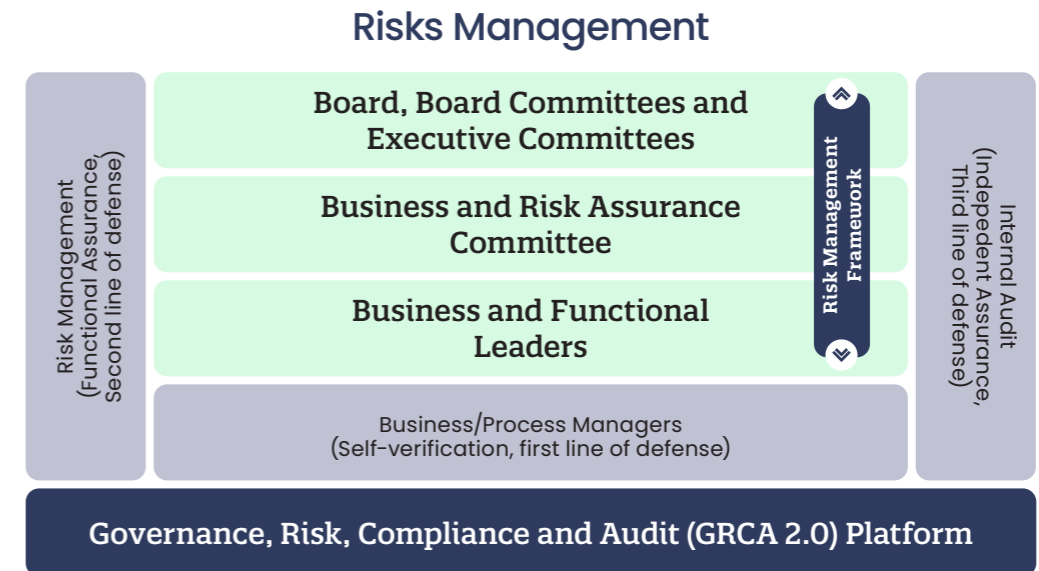 Risks Management
Risk Management
(Functional Assurance,
Second line of defense)
Board, Board Committees and
Executive Committees
Business and Risk Assurance
Committee
Business and Functional
Leaders
Risk Management
Framework
Business/Process Managers
(Self-verification, first line of defense)
Internal Audit
(Indepedent Assurance,
Third line of defense)
Governance, Risk, Compliance and Audit (GRCA 2.0) Platform